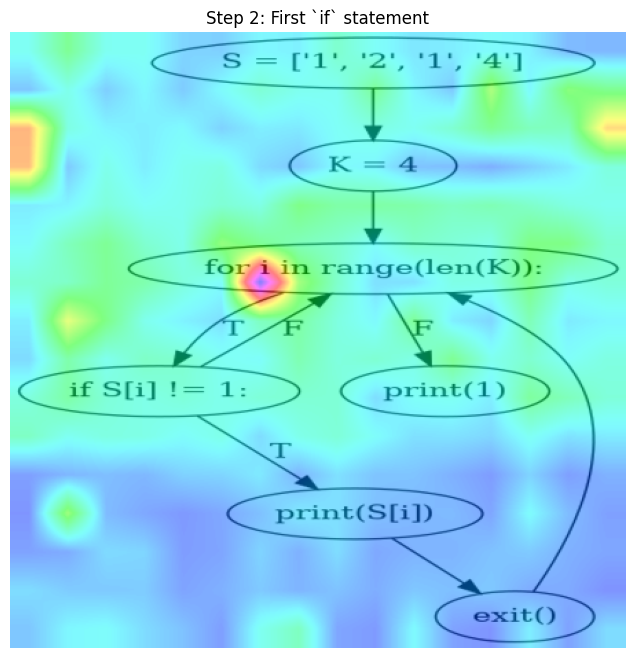 Step 2: First `if` statement
S = ['1', '2', '1', '4']
K = 4
for i in range(len(K)):
T
F
F
if S[i] != 1:
print(1)
T
print(S[i])
exit()